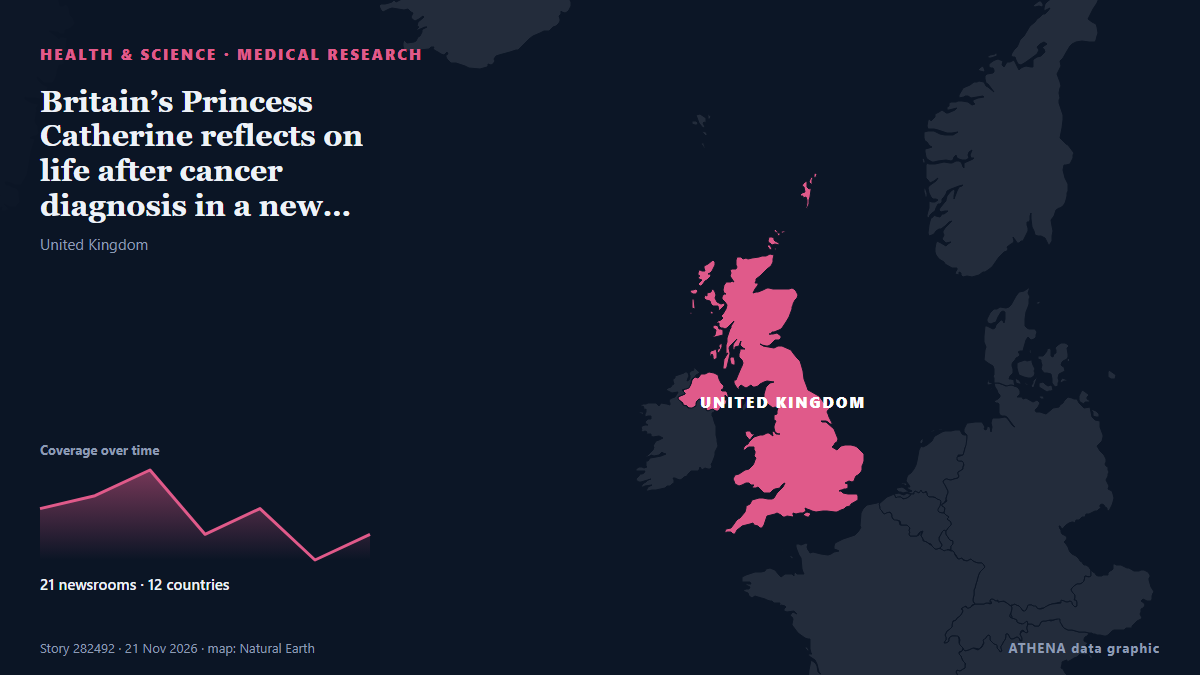 HEALTH & SCIENCE · MEDICAL RESEARCH
Britain’s Princess
Catherine reflects on
life after cancer
diagnosis in a new…
United Kingdom
UNITED KINGDOM
Coverage over time
21 newsrooms · 12 countries
Story 282492 · 21 Nov 2026 · map: Natural Earth
ATHENA data graphic